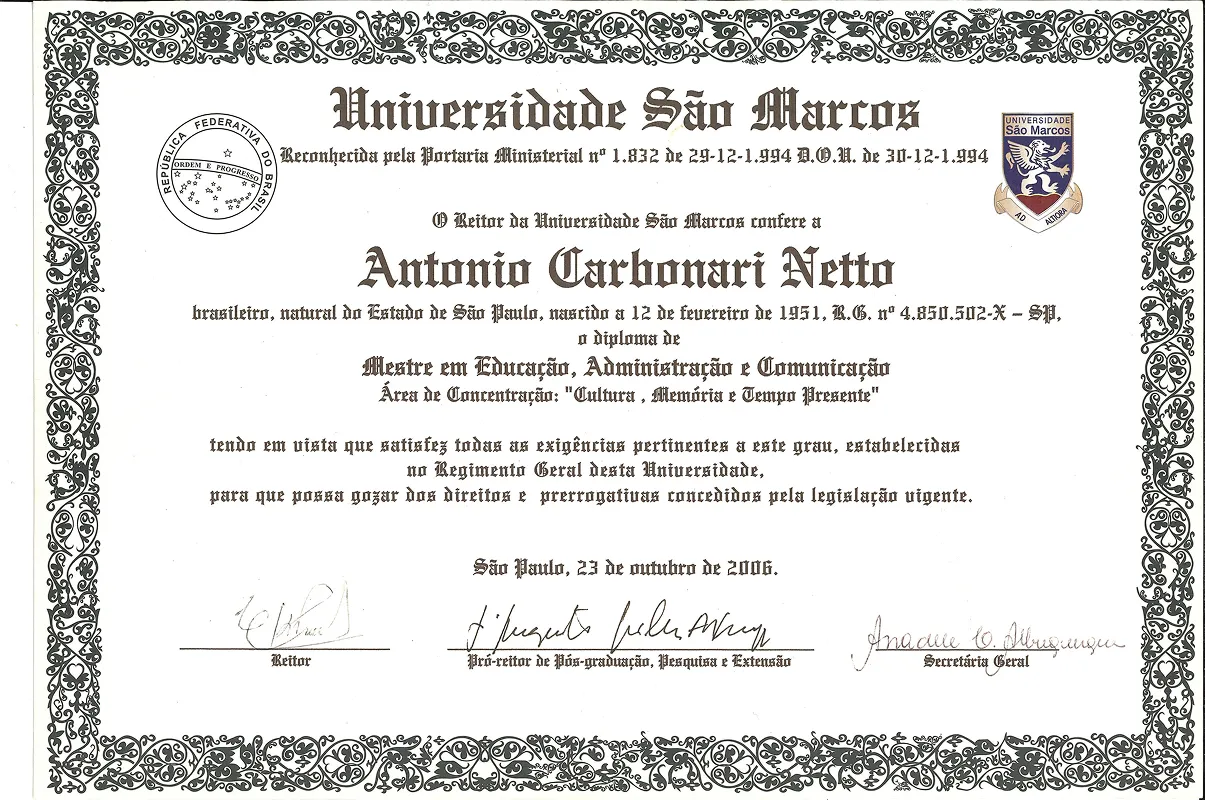 Universidade São Marcos
Reconhecida pela Portaria Ministerial nº 1.832 de 29-12-1.994 D.O.U. de 30-12-1.994
REPÚBLICA FEDERATIVA DO BRASIL
ORDEM E PROGRESSO
UNIVERSIDADE
São Marcos
AD ALTIORA
O Reitor da Universidade São Marcos confere a
Antonio Carbonari Netto
brasileiro, natural do Estado de São Paulo, nascido a 12 de fevereiro de 1951, R.G. nº 4.850.502-X – SP,
o diploma de
Mestre em Educação, Administração e Comunicação
Área de Concentração: "Cultura , Memória e Tempo Presente"
tendo em vista que satisfez todas as exigências pertinentes a este grau, estabelecidas
no Regimento Geral desta Universidade,
para que possa gozar dos direitos e prerrogativas concedidos pela legislação vigente.
São Paulo, 23 de outubro de 2006.
Reitor
Pró-reitor de Pós-graduação, Pesquisa e Extensão
Albuquerque
Secretária Geral